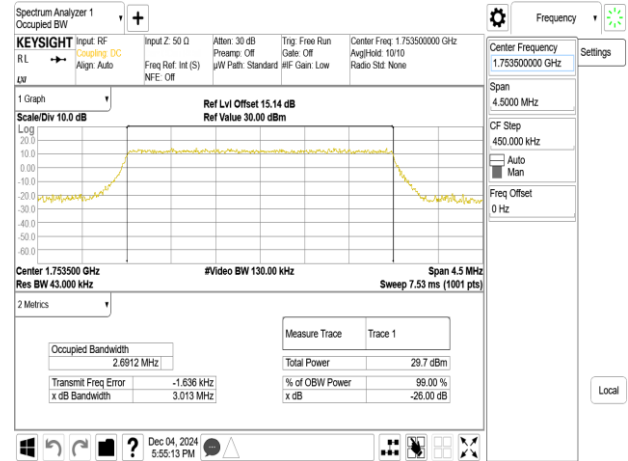 Spectrum Analyzer 1
Occupied BW
Frequency
KEYSIGHT Input: RF Input Z: 50 Ω Atten: 30 dB Trig: Free Run Center Freq: 1.753500000 GHz
RL Coupling: DC Preamp: Off Gate: Off Avg|Hold: 10/10
Align: Auto Freq Ref: Int (S) µW Path: Standard #IF Gain: Low Radio Std: None
LXI NFE: Off
Center Frequency
1.753500000 GHz
Settings
Span
4.5000 MHz
CF Step
450.000 kHz
Auto
Man
Freq Offset
0 Hz
Local
1 Graph
Ref Lvl Offset 15.14 dB
Scale/Div 10.0 dB Ref Value 30.00 dBm
Log
20.0
10.0
0.00
-10.0
-20.0
-30.0
-40.0
-50.0
-60.0
Center 1.753500 GHz #Video BW 130.00 kHz Span 4.5 MHz
Res BW 43.000 kHz Sweep 7.53 ms (1001 pts)
2 Metrics
Measure Trace Trace 1
Occupied Bandwidth
2.6912 MHz
Total Power 29.7 dBm
Transmit Freq Error -1.636 kHz % of OBW Power 99.00 %
x dB Bandwidth 3.013 MHz x dB -26.00 dB
Dec 04, 2024
5:55:13 PM